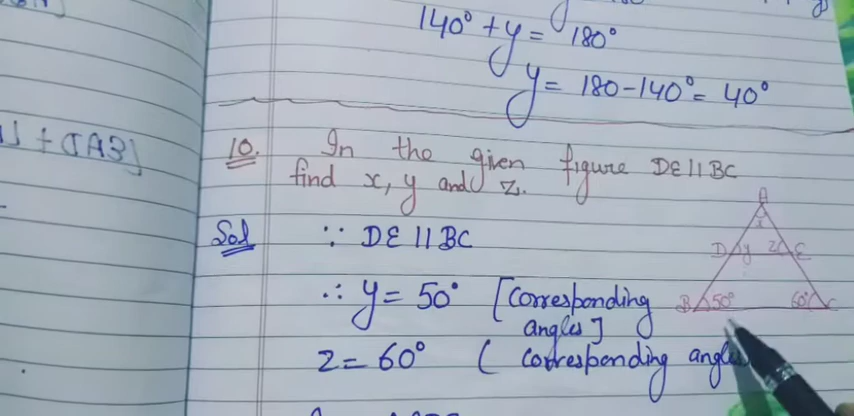 140° + y = 180°
y = 180 - 140° = 40°
10. In the given figure DE || BC
find x, y and z.
A
x
D y z E
B 50° 60° C
Sol ∵ DE || BC
∴ y = 50° [Corresponding
angles]
z = 60° ( Corresponding angles